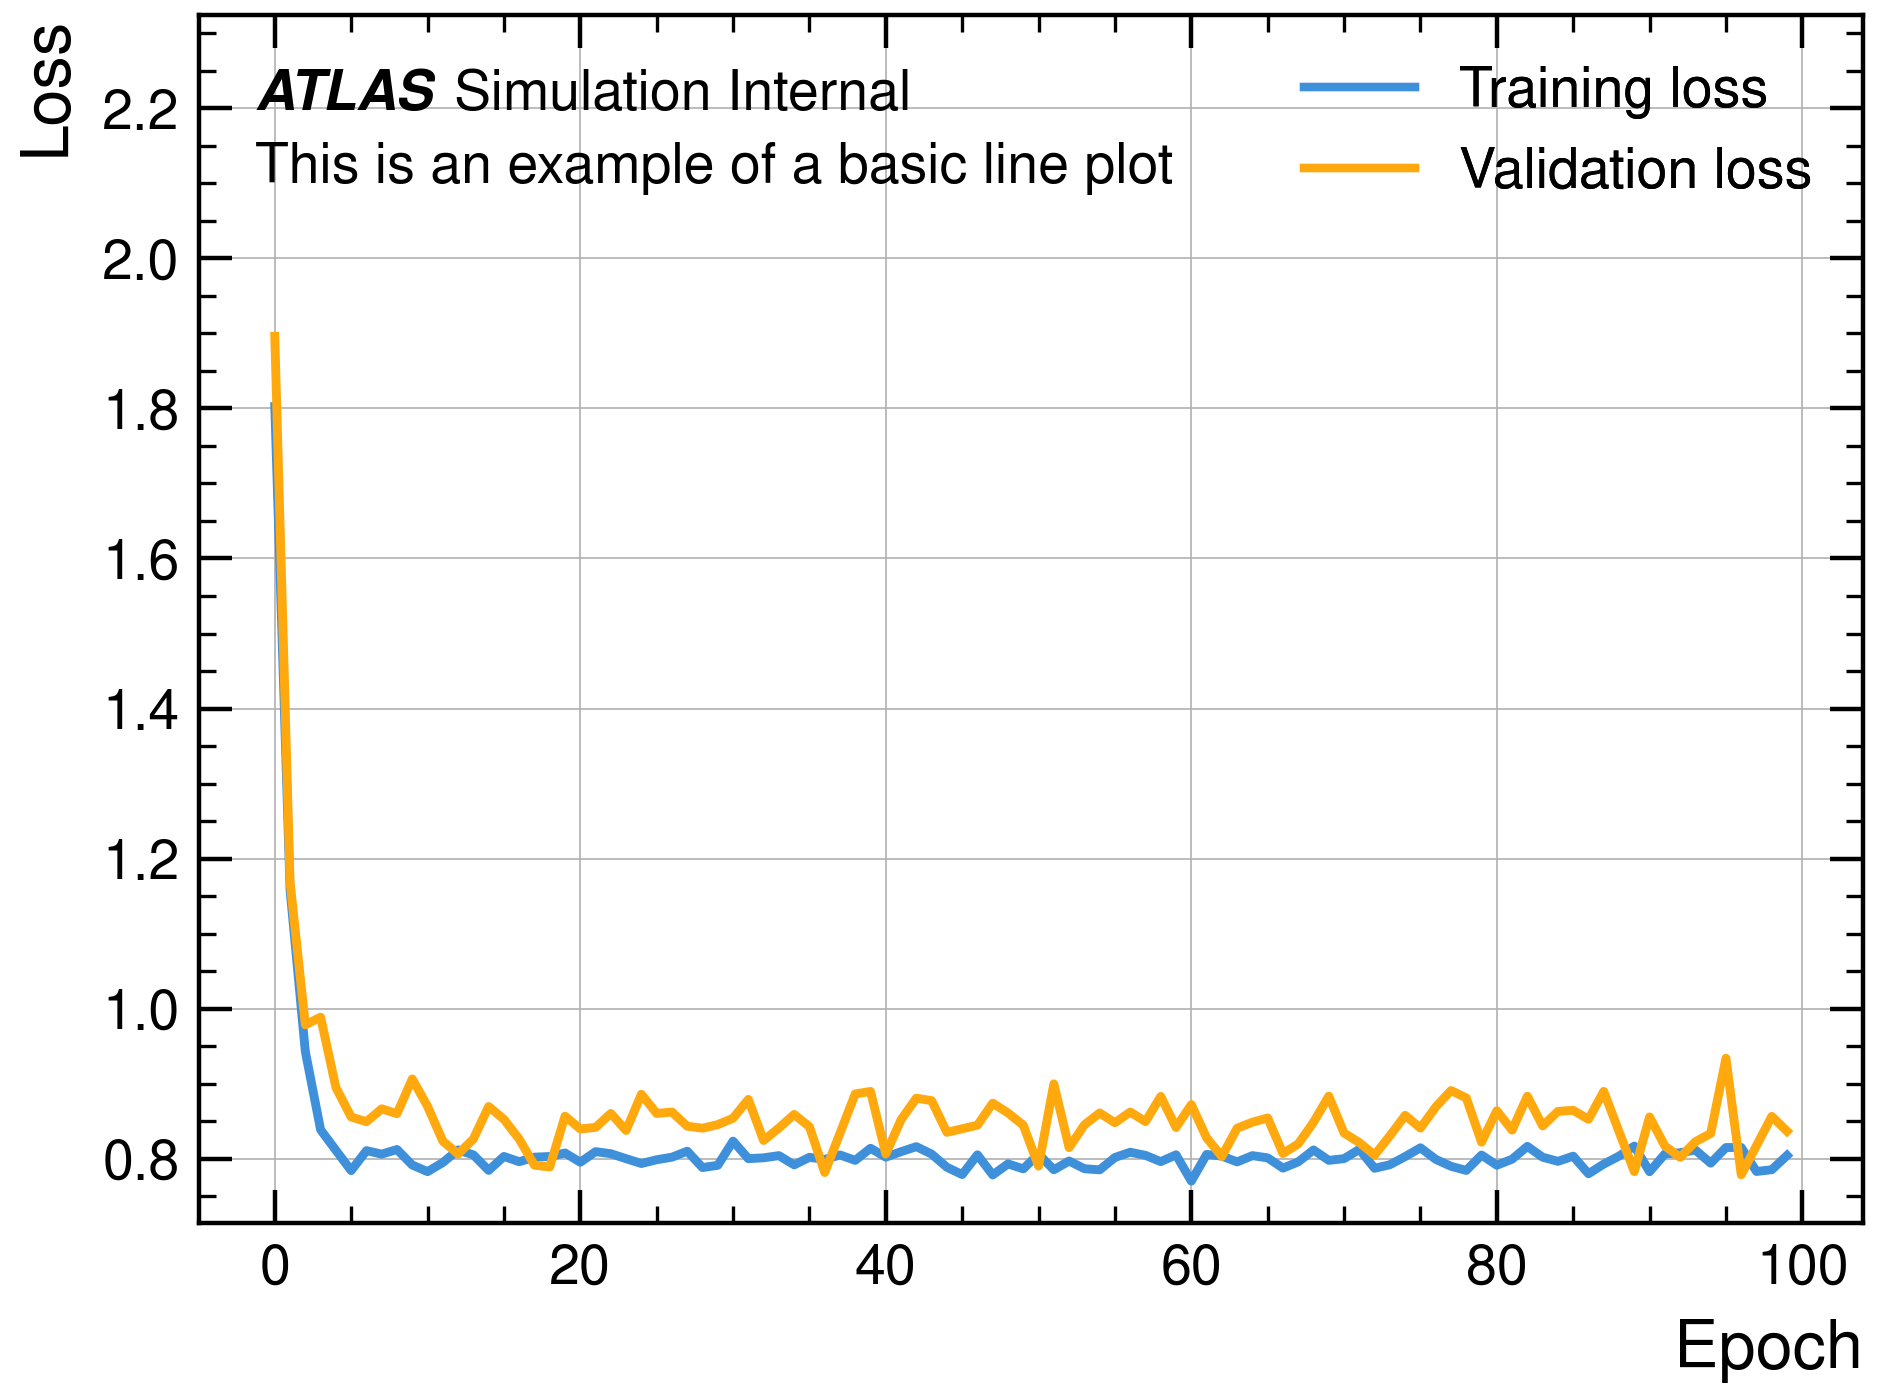 Loss
ATLAS Simulation Internal
This is an example of a basic line plot
Training loss
Validation loss
2.2
2.0
1.8
1.6
1.4
1.2
1.0
0.8
0 20 40 60 80 100
Epoch